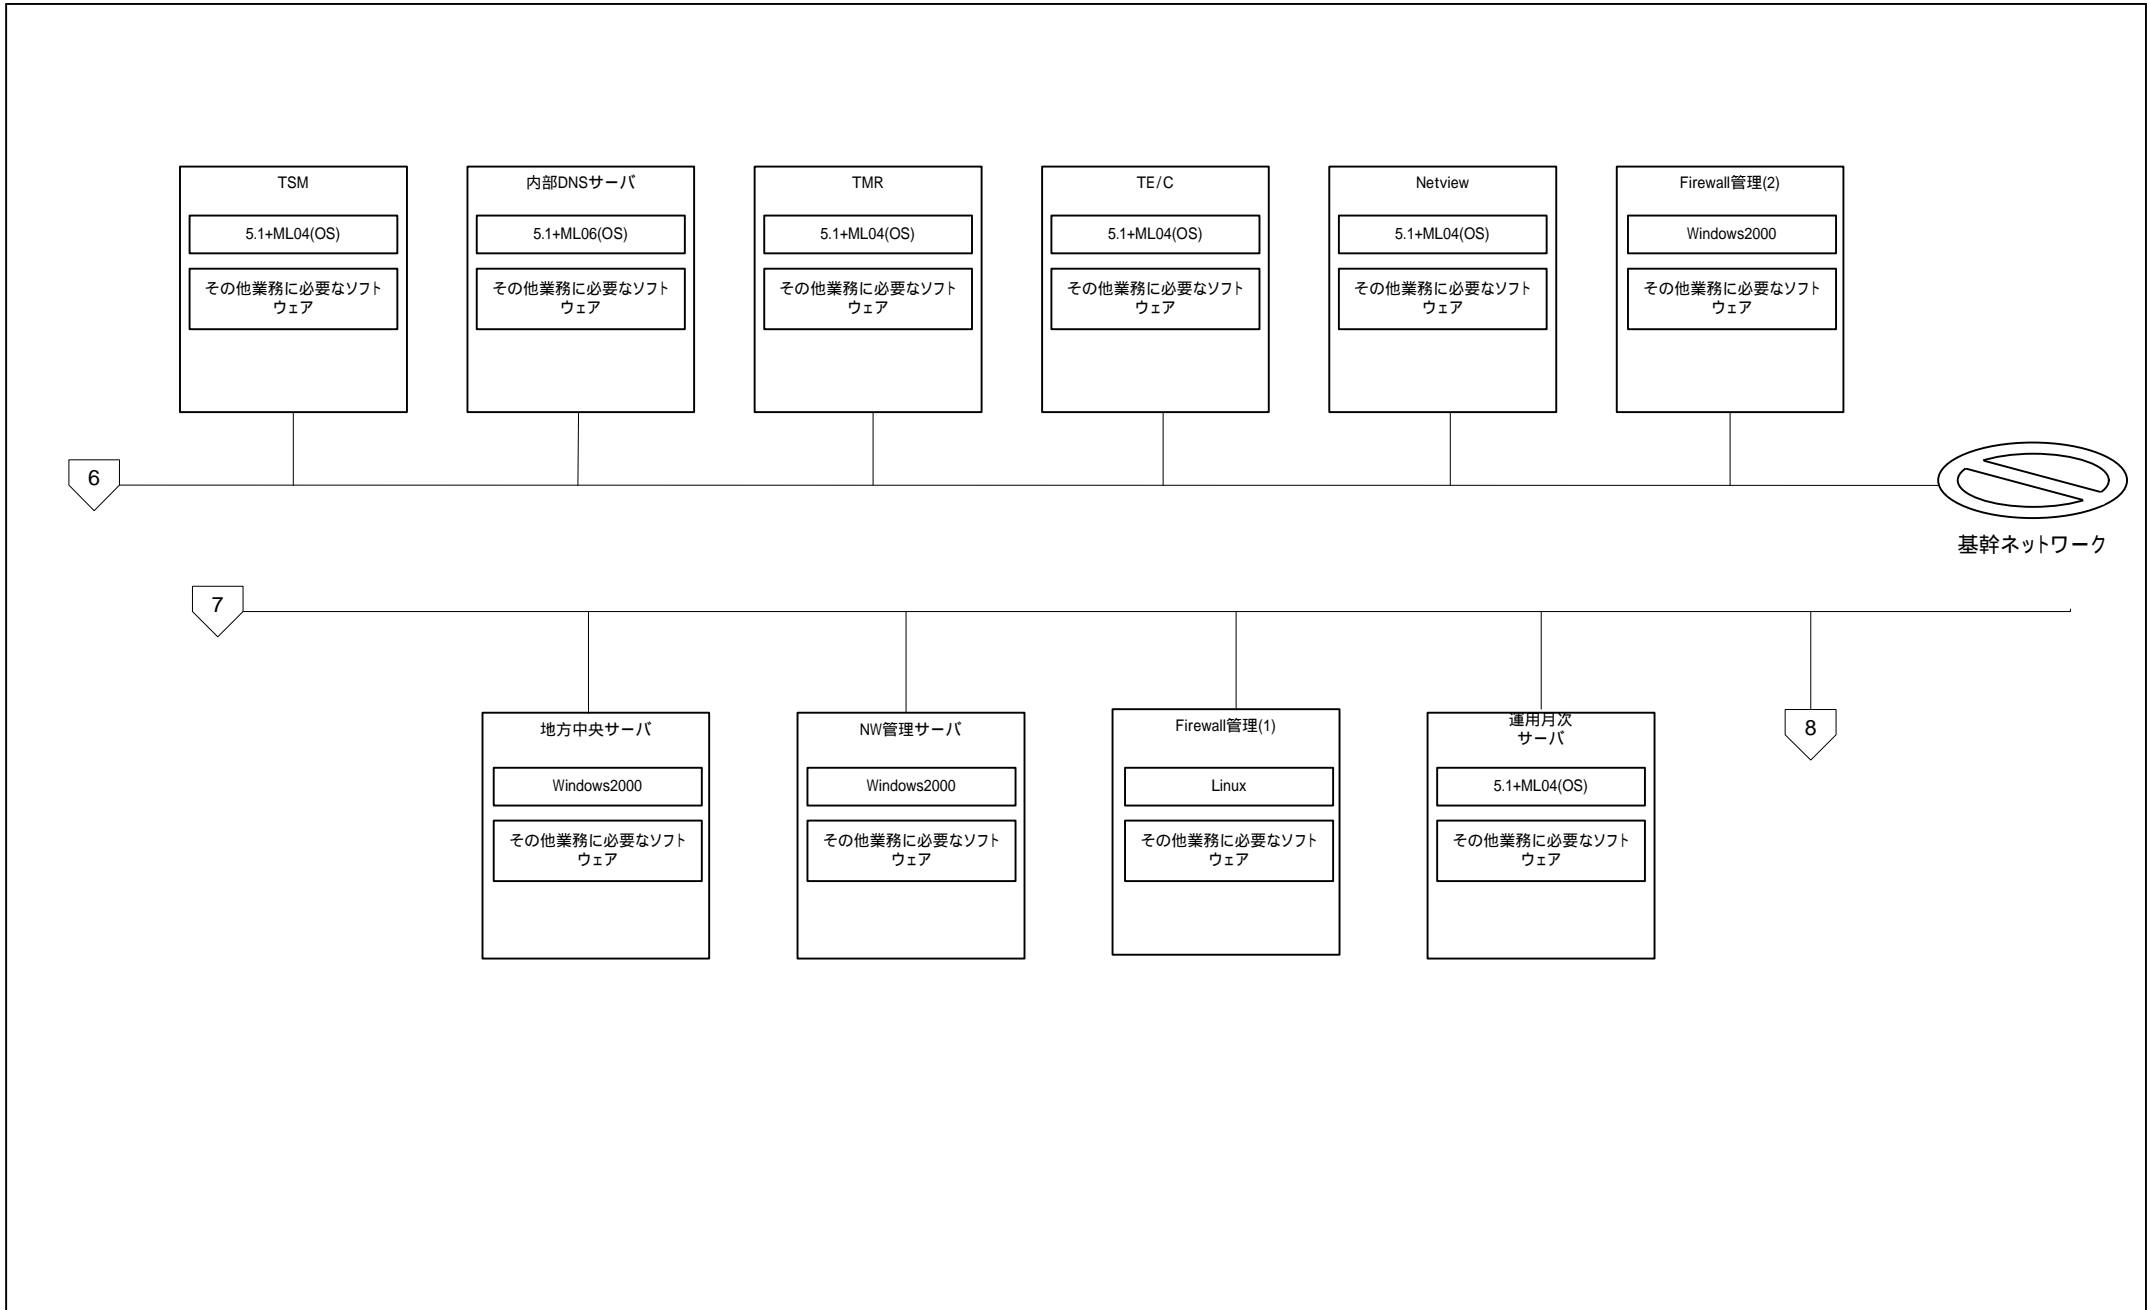 TSM
5.1+ML04(OS)
その他業務に必要なソフト
ウェア
内部DNSサーバ
5.1+ML06(OS)
その他業務に必要なソフト
ウェア
TMR
5.1+ML04(OS)
その他業務に必要なソフト
ウェア
TE/C
5.1+ML04(OS)
その他業務に必要なソフト
ウェア
Netview
5.1+ML04(OS)
その他業務に必要なソフト
ウェア
Firewall管理(2)
Windows2000
その他業務に必要なソフト
ウェア
6
基幹ネットワーク
7
地方中央サーバ
Windows2000
その他業務に必要なソフト
ウェア
NW管理サーバ
Windows2000
その他業務に必要なソフト
ウェア
Firewall管理(1)
Linux
その他業務に必要なソフト
ウェア
運用月次
サーバ
5.1+ML04(OS)
その他業務に必要なソフト
ウェア
8